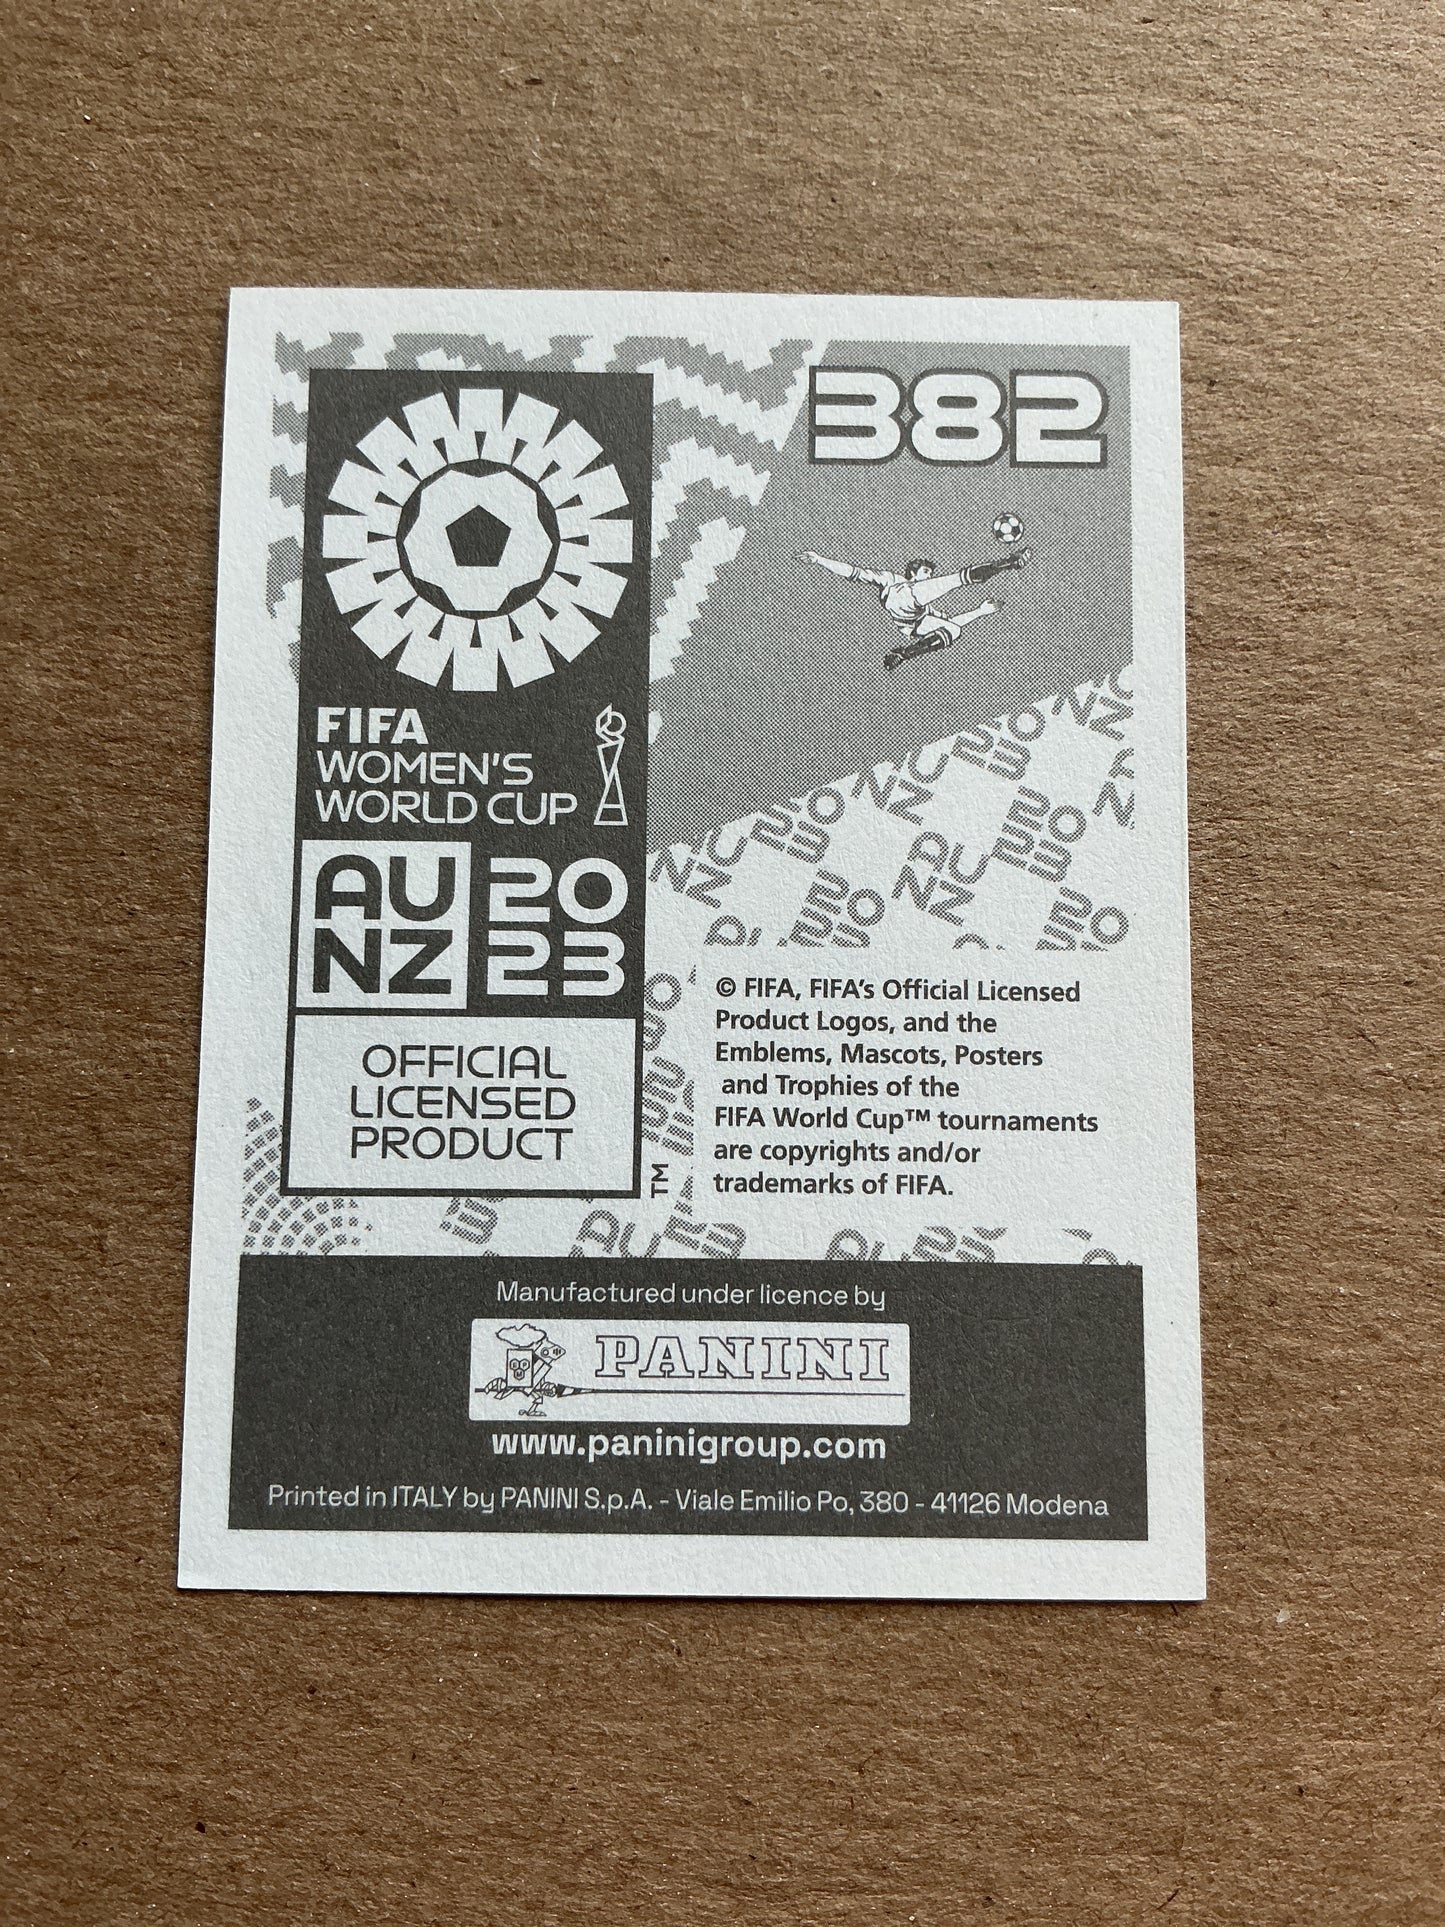 382
FIFA
WOMEN'S
WORLD CUP
AU 20
NZ 23
OFFICIAL
LICENSED
PRODUCT
TM
© FIFA, FIFA's Official Licensed
Product Logos, and the
Emblems, Mascots, Posters
and Trophies of the
FIFA World Cup™ tournaments
are copyrights and/or
trademarks of FIFA.
Manufactured under licence by
PANINI
www.paninigroup.com
Printed in ITALY by PANINI S.p.A. - Viale Emilio Po, 380 - 41126 Modena